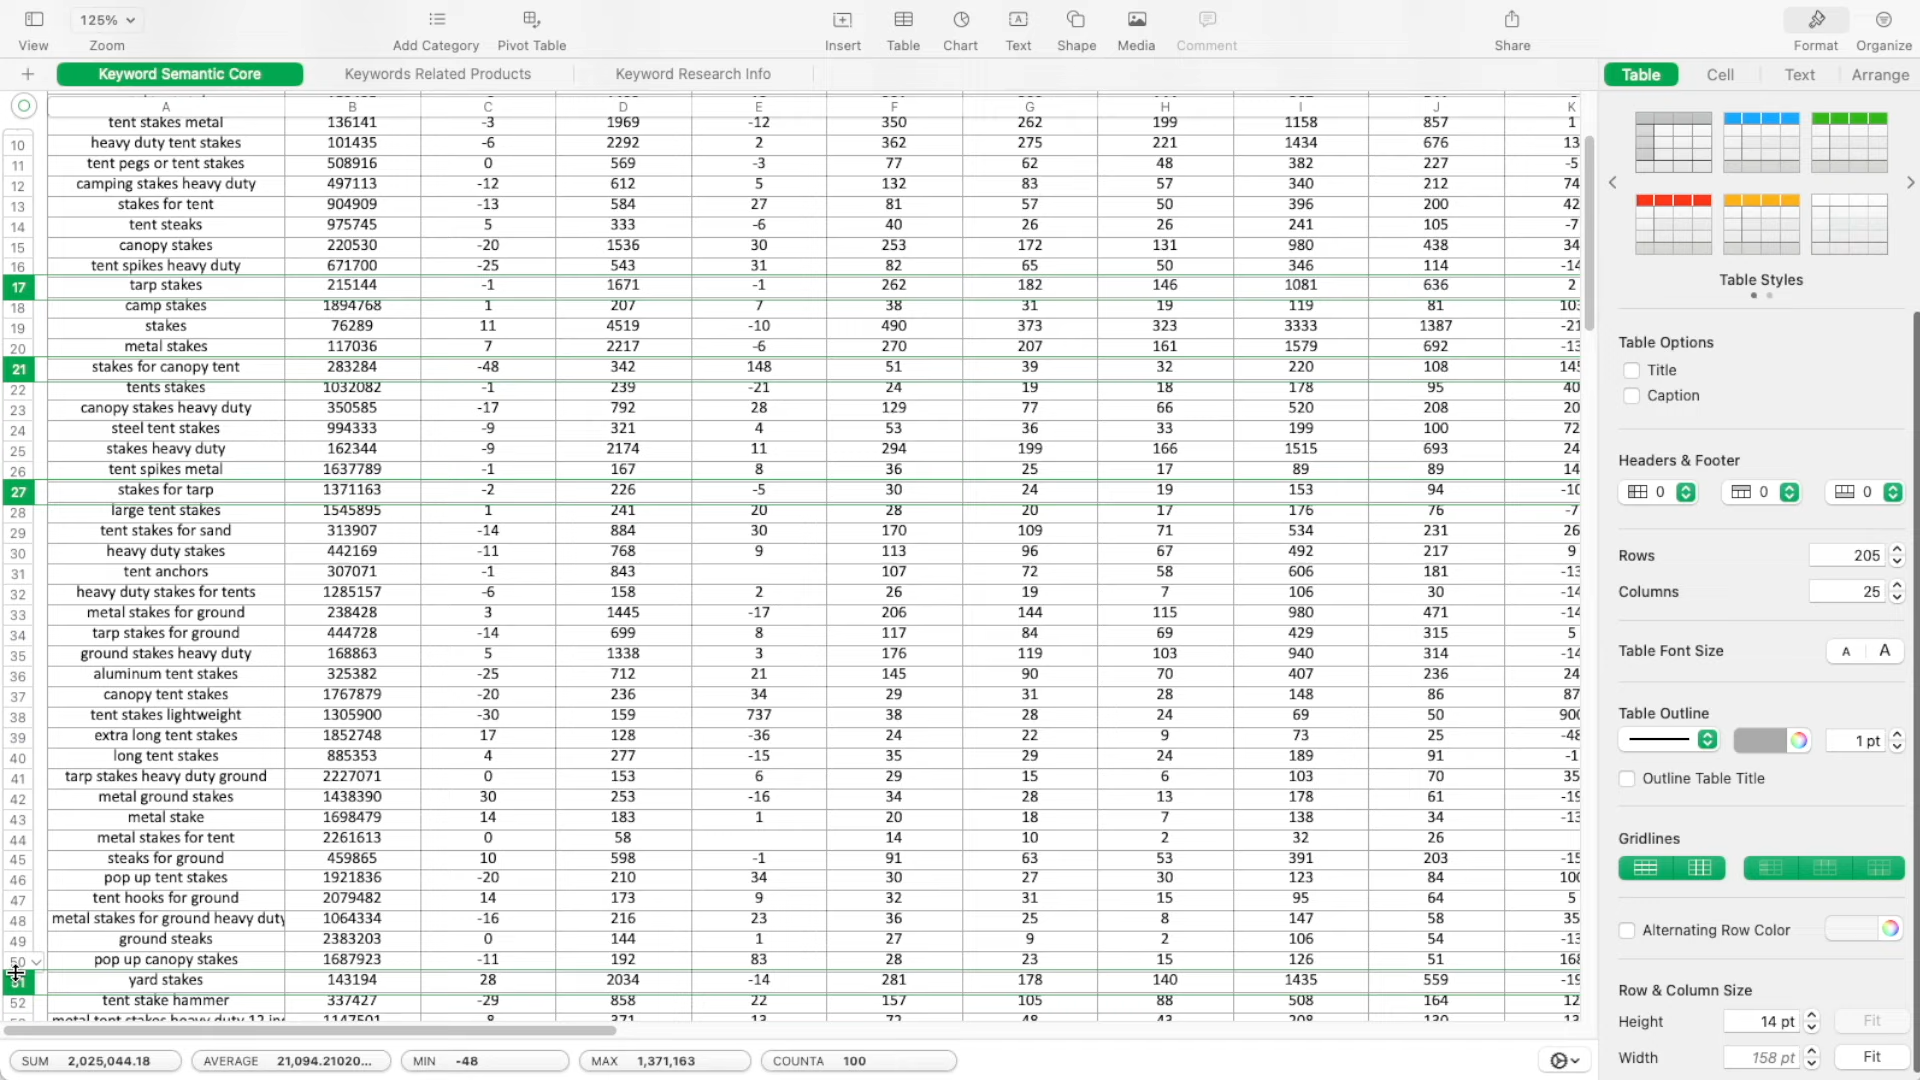 125%
View Zoom Add Category Pivot Table Insert Table Chart Text Shape Media Comment Share Format Organize
Keyword Semantic Core Keywords Related Products Keyword Research Info Table Cell Text Arrange
A B C D E F G H I J K
tent stakes metal 136141 -3 1969 -12 350 262 199 1158 857 1
10 heavy duty tent stakes 101435 -6 2292 2 362 275 221 1434 676 13
11 tent pegs or tent stakes 508916 0 569 -3 77 62 48 382 227 -5
12 camping stakes heavy duty 497113 -12 612 5 132 83 57 340 212 74
13 stakes for tent 904909 -13 584 27 81 57 50 396 200 42
14 tent steaks 975745 5 333 -6 40 26 26 241 105 -7
15 canopy stakes 220530 -20 1536 30 253 172 131 980 438 34
16 tent spikes heavy duty 671700 -25 543 31 82 65 50 346 114 -14
17 tarp stakes 215144 -1 1671 -1 262 182 146 1081 636 2
18 camp stakes 1894768 1 207 7 38 31 19 119 81 103
19 stakes 76289 11 4519 -10 490 373 323 3333 1387 -21
20 metal stakes 117036 7 2217 -6 270 207 161 1579 692 -13
21 stakes for canopy tent 283284 -48 342 148 51 39 32 220 108 145
22 tents stakes 1032082 -1 239 -21 24 19 18 178 95 40
23 canopy stakes heavy duty 350585 -17 792 28 129 77 66 520 208 20
24 steel tent stakes 994333 -9 321 4 53 36 33 199 100 72
25 stakes heavy duty 162344 -9 2174 11 294 199 166 1515 693 24
26 tent spikes metal 1637789 -1 167 8 36 25 17 89 89 14
27 stakes for tarp 1371163 -2 226 -5 30 24 19 153 94 -10
28 large tent stakes 1545895 1 241 20 28 20 17 176 76 -7
29 tent stakes for sand 313907 -14 884 30 170 109 71 534 231 26
30 heavy duty stakes 442169 -11 768 9 113 96 67 492 217 9
31 tent anchors 307071 -1 843 107 72 58 606 181 -13
32 heavy duty stakes for tents 1285157 -6 158 2 26 19 7 106 30 -14
33 metal stakes for ground 238428 3 1445 -17 206 144 115 980 471 -14
34 tarp stakes for ground 444728 -14 699 8 117 84 69 429 315 5
35 ground stakes heavy duty 168863 5 1338 3 176 119 103 940 314 -14
36 aluminum tent stakes 325382 -25 712 21 145 90 70 407 236 24
37 canopy tent stakes 1767879 -20 236 34 29 31 28 148 86 87
38 tent stakes lightweight 1305900 -30 159 737 38 28 24 69 50 900
39 extra long tent stakes 1852748 17 128 -36 24 22 9 73 25 -48
40 long tent stakes 885353 4 277 -15 35 29 24 189 91 -1
41 tarp stakes heavy duty ground 2227071 0 153 6 29 15 6 103 70 35
42 metal ground stakes 1438390 30 253 -16 34 28 13 178 61 -19
43 metal stake 1698479 14 183 1 20 18 7 138 34 -13
44 metal stakes for tent 2261613 0 58 14 10 2 32 26
45 steaks for ground 459865 10 598 -1 91 63 53 391 203 -15
46 pop up tent stakes 1921836 -20 210 34 30 27 30 123 84 100
47 tent hooks for ground 2079482 14 173 9 32 31 15 95 64 5
48 metal stakes for ground heavy duty 1064334 -16 216 23 36 25 8 147 58 35
49 ground steaks 2383203 0 144 1 27 9 2 106 54 -13
50 pop up canopy stakes 1687923 -11 192 83 28 23 15 126 51 168
51 yard stakes 143194 28 2034 -14 281 178 140 1435 559 -19
52 tent stake hammer 337427 -29 858 22 157 105 88 508 164 12
SUM 2,025,044.18 AVERAGE 21,094.21020... MIN -48 MAX 1,371,163 COUNTA 100
Table Styles
Table Options
Title
Caption
Headers & Footer
0 0 0
Rows 205
Columns 25
Table Font Size A A
Table Outline
1 pt
Outline Table Title
Gridlines
Alternating Row Color
Row & Column Size
Height 14 pt Fit
Width 158 pt Fit